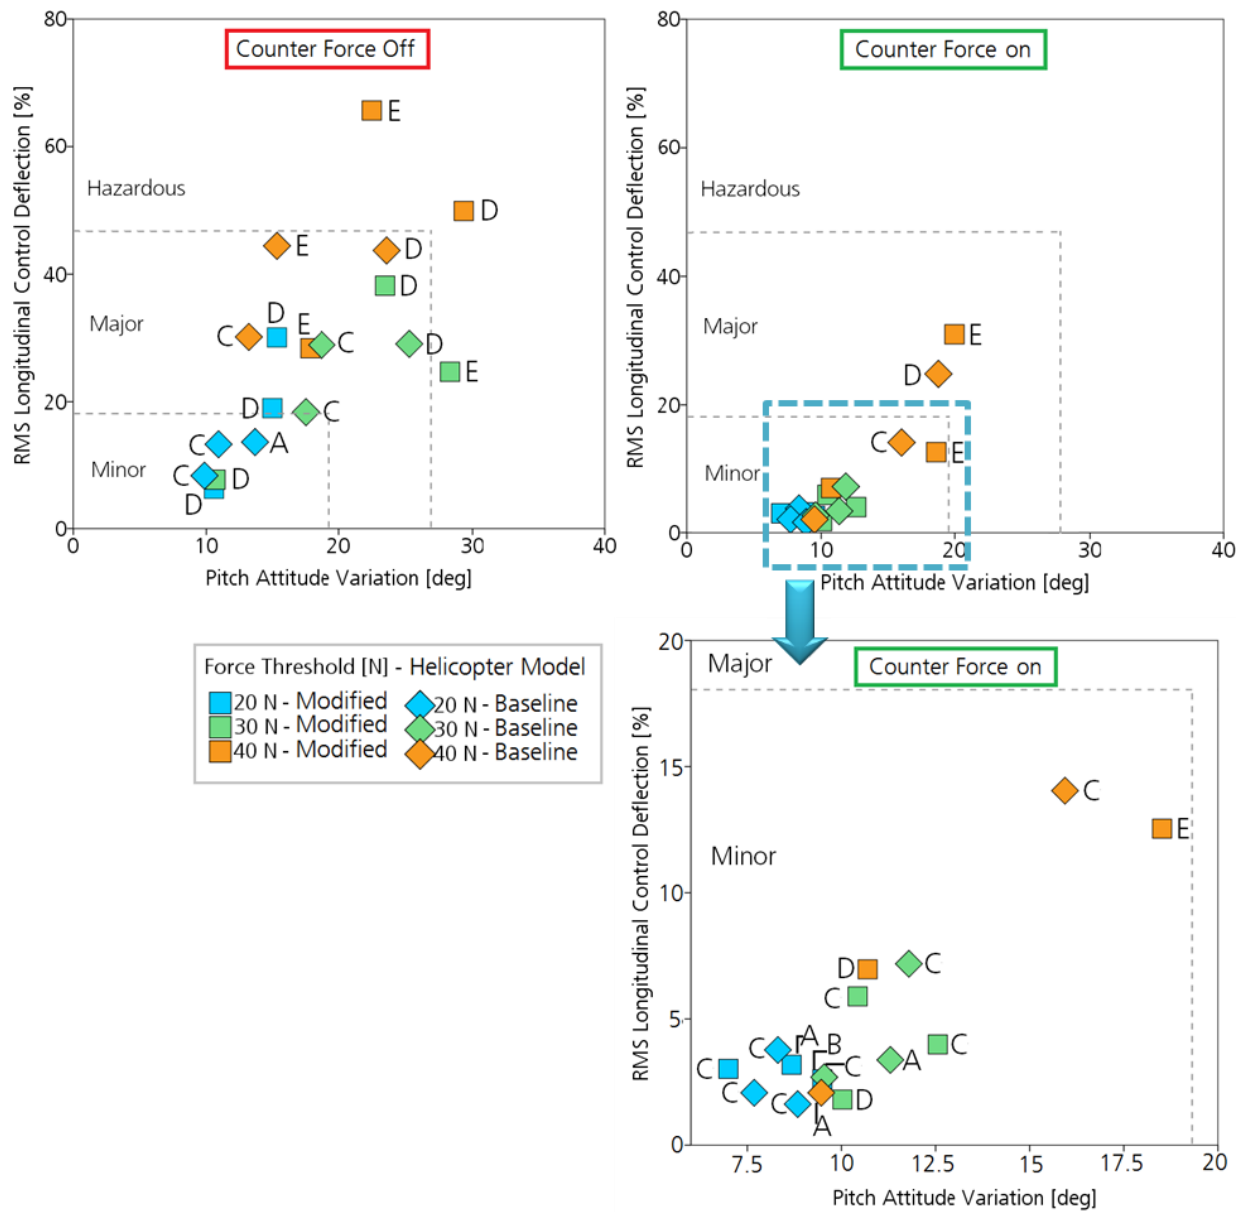 Counter Force Off
RMS Longitudinal Control Deflection [%]
80
60
40
20
0
Hazardous
Major
Minor
E
D
E
D
D
D
E
C
C
D
E
D
C
C
A
C
D
D
0
10
20
30
40
Pitch Attitude Variation [deg]
Counter Force on
RMS Longitudinal Control Deflection [%]
80
60
40
20
0
Hazardous
Major
Minor
E
D
C
E
0
10
20
30
40
Pitch Attitude Variation [deg]
Force Threshold [N] - Helicopter Model
20 N - Modified
20 N - Baseline
30 N - Modified
30 N - Baseline
40 N - Modified
40 N - Baseline
Counter Force on
RMS Longitudinal Control Deflection [%]
20
15
10
5
0
Major
Minor
C
E
D
C
C
C
A
B
C
C
A
C
C
C
D
A
7.5
10
12.5
15
17.5
20
Pitch Attitude Variation [deg]